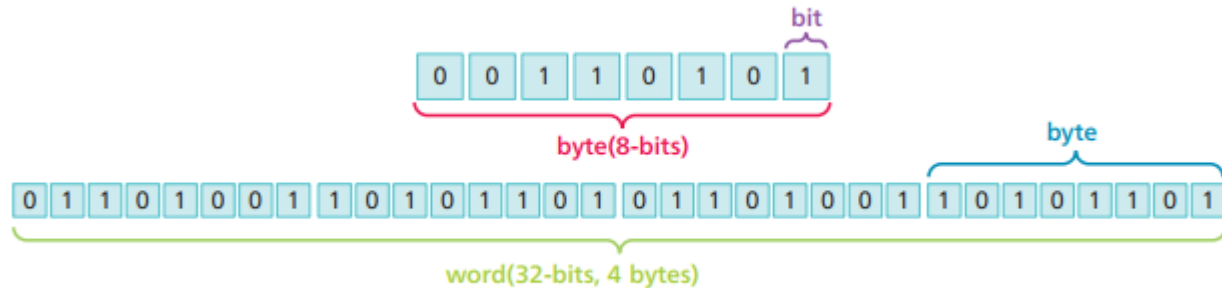 bit
0 0 1 1 0 1 0 1
byte(8-bits)
byte
0 1 1 0 1 0 0 1 1 0 1 0 1 1 0 1 0 1 1 0 1 0 0 1 1 0 1 0 1 1 0 1
word(32-bits, 4 bytes)